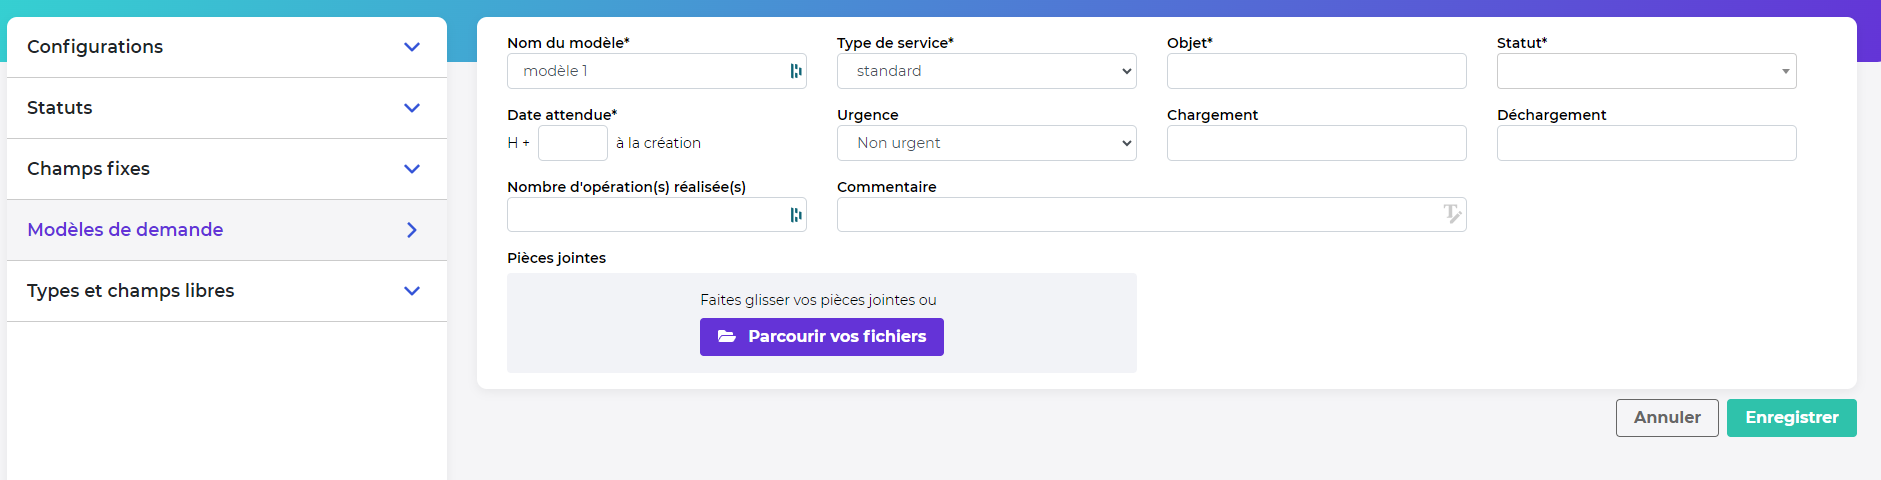 Configurations
Statuts
Champs fixes
Modèles de demande
Types et champs libres
Nom du modèle*
modèle 1
Type de service*
standard
Objet*
Statut*
Date attendue*
H + à la création
Urgence
Non urgent
Chargement
Déchargement
Nombre d'opération(s) réalisée(s)
Commentaire
Pièces jointes
Faites glisser vos pièces jointes ou
Parcourir vos fichiers
Annuler
Enregistrer